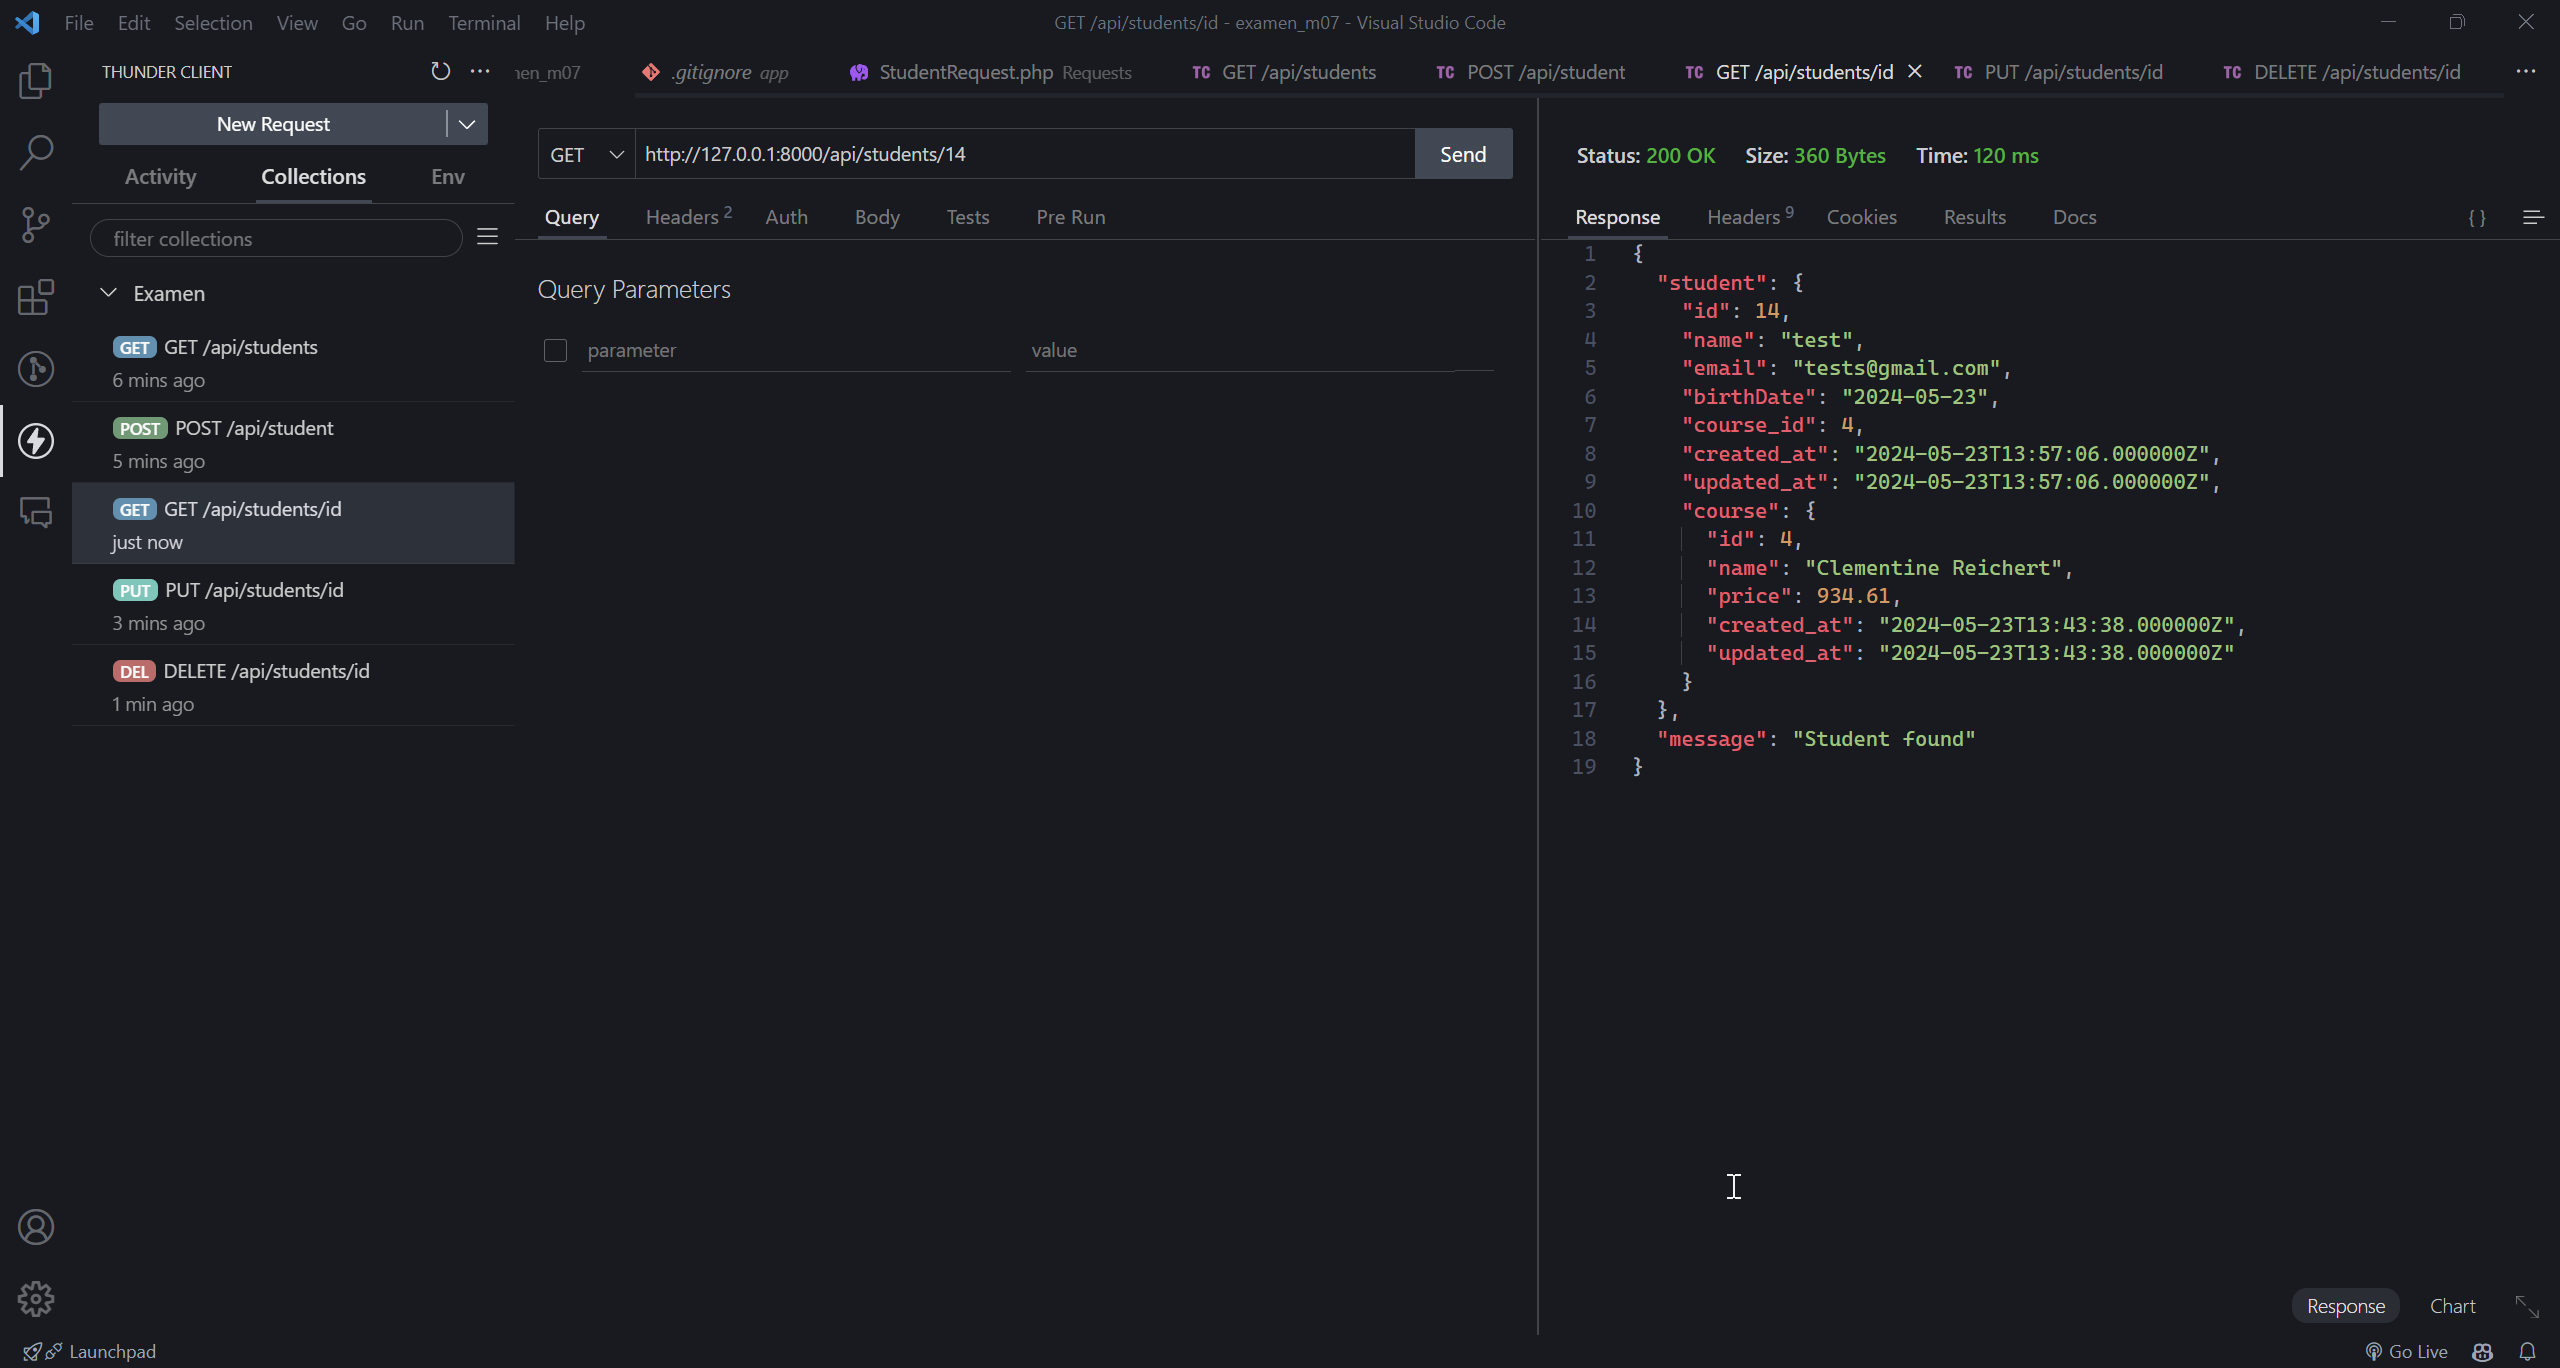 File Edit Selection View Go Run Terminal Help
GET /api/students/id - examen_m07 - Visual Studio Code
THUNDER CLIENT
.gitignore app
StudentRequest.php Requests
TC GET /api/students
TC POST /api/student
TC GET /api/students/id
TC PUT /api/students/id
TC DELETE /api/students/id
New Request
Activity Collections Env
filter collections
Examen
GET GET /api/students
6 mins ago
POST POST /api/student
5 mins ago
GET GET /api/students/id
just now
PUT PUT /api/students/id
3 mins ago
DEL DELETE /api/students/id
1 min ago
GET http://127.0.0.1:8000/api/students/14 Send
Query Headers 2 Auth Body Tests Pre Run
Query Parameters
parameter value
Status: 200 OK Size: 360 Bytes Time: 120 ms
Response Headers 9 Cookies Results Docs { }
1 {
2 "student": {
3 "id": 14,
4 "name": "test",
5 "email": "tests@gmail.com",
6 "birthDate": "2024-05-23",
7 "course_id": 4,
8 "created_at": "2024-05-23T13:57:06.000000Z",
9 "updated_at": "2024-05-23T13:57:06.000000Z",
10 "course": {
11 "id": 4,
12 "name": "Clementine Reichert",
13 "price": 934.61,
14 "created_at": "2024-05-23T13:43:38.000000Z",
15 "updated_at": "2024-05-23T13:43:38.000000Z"
16 }
17 },
18 "message": "Student found"
19 }
Response Chart
Launchpad
Go Live